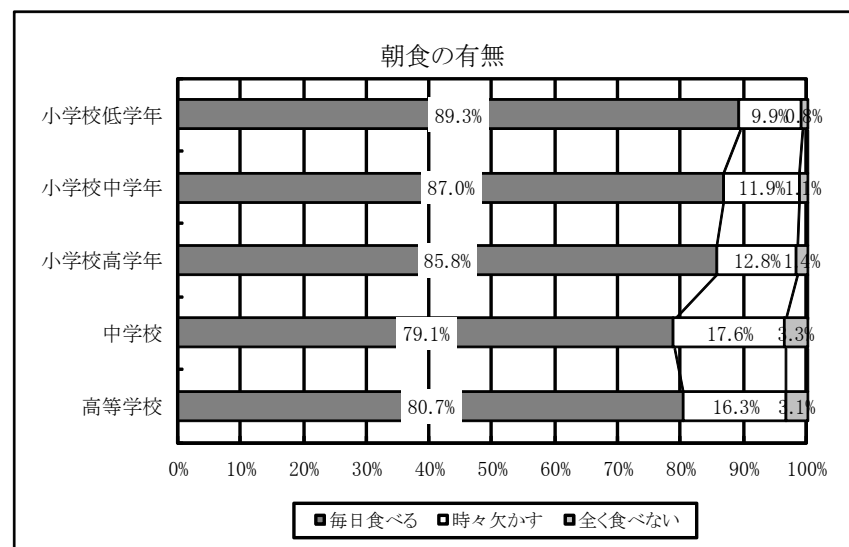 朝食の有無
小学校低学年 89.3% 9.9% 0.8%
小学校中学年 87.0% 11.9% 1.1%
小学校高学年 85.8% 12.8% 1.4%
中学校 79.1% 17.6% 3.3%
高等学校 80.7% 16.3% 3.1%
0% 10% 20% 30% 40% 50% 60% 70% 80% 90% 100%
毎日食べる 時々欠かす 全く食べない